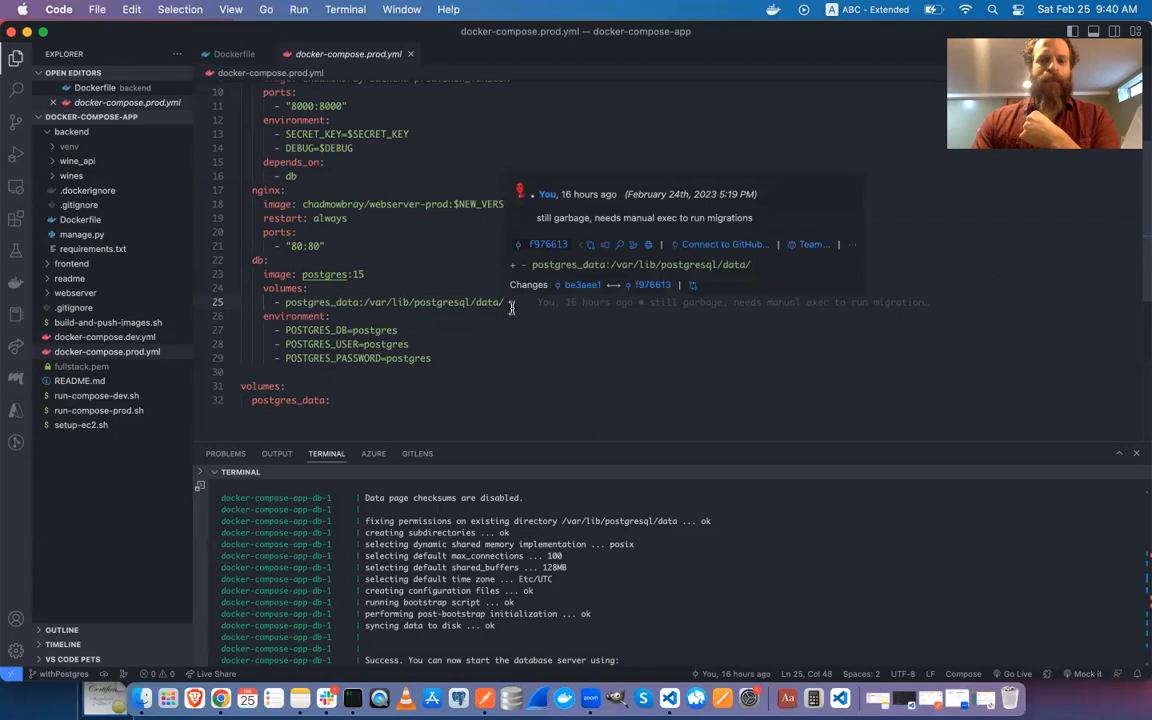 Code File Edit Selection View Go Run Terminal Window Help
A ABC - Extended
Sat Feb 25 9:40 AM
docker-compose.prod.yml — docker-compose-app
EXPLORER
Dockerfile
docker-compose.prod.yml
OPEN EDITORS
Dockerfile backend
docker-compose.prod.yml
DOCKER-COMPOSE-APP
backend
venv
wine_api
wines
.dockerignore
.gitignore
Dockerfile
manage.py
requirements.txt
frontend
readme
webserver
.gitignore
build-and-push-images.sh
docker-compose.dev.yml
docker-compose.prod.yml
fullstack.pem
README.md
run-compose-dev.sh
run-compose-prod.sh
setup-ec2.sh
OUTLINE
TIMELINE
VS CODE PETS
docker-compose.prod.yml
10 ports:
11 - "8000:8000"
12 environment:
13 - SECRET_KEY=$SECRET_KEY
14 - DEBUG=$DEBUG
15 depends_on:
16 - db
17 nginx:
18 image: chadmowbray/webserver-prod:$NEW_VERS
19 restart: always
20 ports:
21 - "80:80"
22 db:
23 image: postgres:15
24 volumes:
25 - postgres_data:/var/lib/postgresql/data/
You, 16 hours ago • still garbage, needs manual exec to run migration…
26 environment:
27 - POSTGRES_DB=postgres
28 - POSTGRES_USER=postgres
29 - POSTGRES_PASSWORD=postgres
30
31 volumes:
32 postgres_data:
You, 16 hours ago (February 24th, 2023 5:19 PM)
still garbage, needs manual exec to run migrations
f976613 | Connect to GitHub... | Team... | ...
+ - postgres_data:/var/lib/postgresql/data/
Changes be3aee1 f976613 |
PROBLEMS OUTPUT TERMINAL AZURE GITLENS
TERMINAL
docker-compose-app-db-1 | Data page checksums are disabled.
docker-compose-app-db-1 |
docker-compose-app-db-1 | fixing permissions on existing directory /var/lib/postgresql/data ... ok
docker-compose-app-db-1 | creating subdirectories ... ok
docker-compose-app-db-1 | selecting dynamic shared memory implementation ... posix
docker-compose-app-db-1 | selecting default max_connections ... 100
docker-compose-app-db-1 | selecting default shared_buffers ... 128MB
docker-compose-app-db-1 | selecting default time zone ... Etc/UTC
docker-compose-app-db-1 | creating configuration files ... ok
docker-compose-app-db-1 | running bootstrap script ... ok
docker-compose-app-db-1 | performing post-bootstrap initialization ... ok
docker-compose-app-db-1 | syncing data to disk ... ok
docker-compose-app-db-1 |
docker-compose-app-db-1 |
docker-compose-app-db-1 | Success. You can now start the database server using:
withPostgres 0 0 Live Share
You, 16 hours ago Ln 25, Col 48 Spaces: 2 UTF-8 LF Compose Go Live Mock it
FEB
25
zoom
Aa